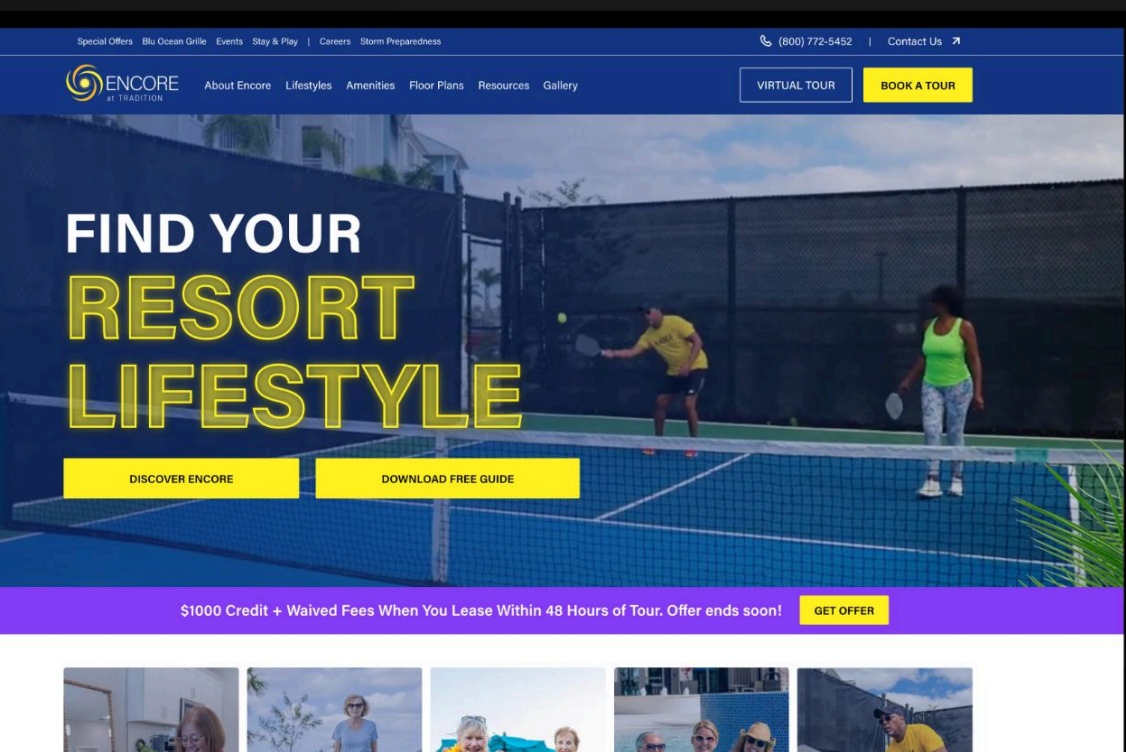 Special Offers Blu Ocean Grille Events Stay & Play | Careers Storm Preparedness
(800) 772-5452 | Contact Us
ENCORE
at TRADITION
About Encore Lifestyles Amenities Floor Plans Resources Gallery
VIRTUAL TOUR
BOOK A TOUR
FIND YOUR
RESORT
LIFESTYLE
DISCOVER ENCORE
DOWNLOAD FREE GUIDE
$1000 Credit + Waived Fees When You Lease Within 48 Hours of Tour. Offer ends soon!
GET OFFER